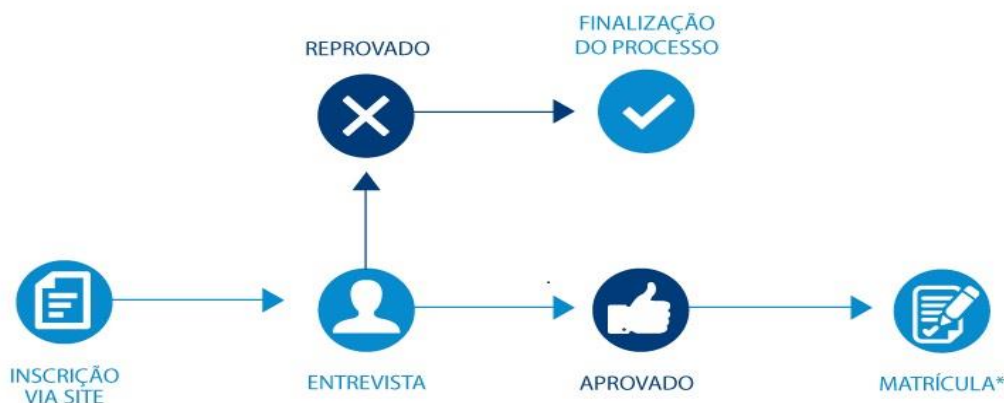 FINALIZAÇÃO
DO PROCESSO
REPROVADO
INSCRIÇÃO
VIA SITE
ENTREVISTA
APROVADO
MATRÍCULA*